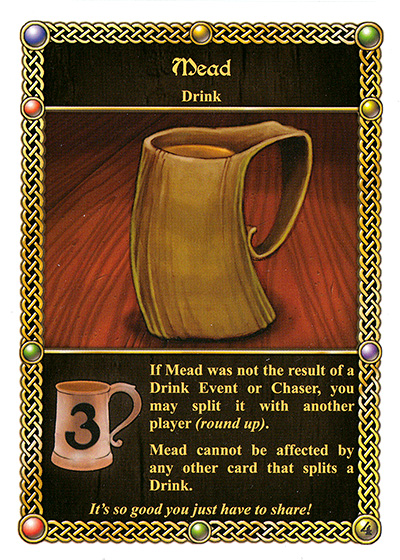 Mead
Drink
If Mead was not the result of a
Drink Event or Chaser, you
may split it with another
player (round up).
3
Mead cannot be affected by
any other card that splits a
Drink.
It's so good you just have to share!
4